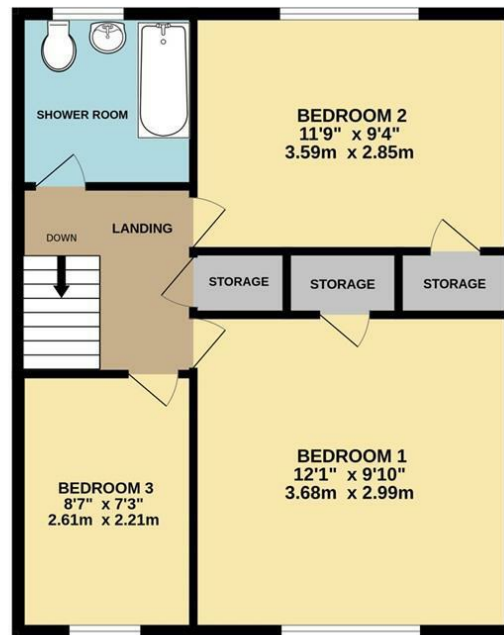 SHOWER ROOM
BEDROOM 2
11'9" x 9'4"
3.59m x 2.85m
LANDING
DOWN
STORAGE
STORAGE
STORAGE
BEDROOM 1
12'1" x 9'10"
3.68m x 2.99m
BEDROOM 3
8'7" x 7'3"
2.61m x 2.21m